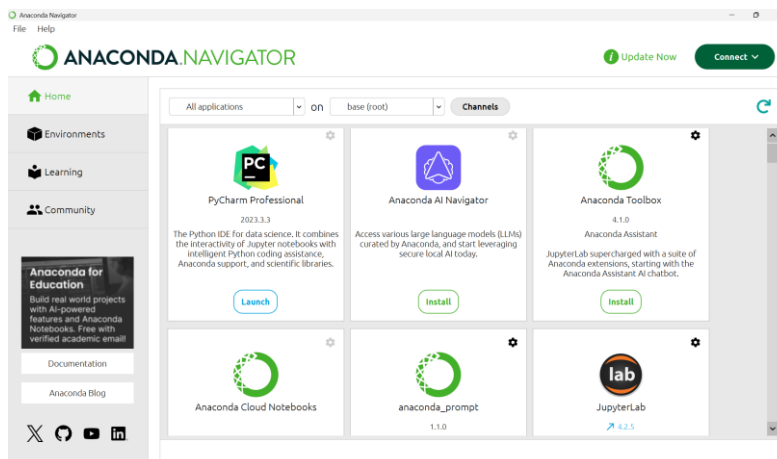 Anaconda Navigator
File Help
ANACONDA.NAVIGATOR
i Update Now
Connect
Home
Environments
Learning
Community
All applications
on
base (root)
Channels
PC
PyCharm Professional
2023.3.3
The Python IDE for data science. It combines
the interactivity of Jupyter notebooks with
intelligent Python coding assistance,
Anaconda support, and scientific libraries.
Launch
Anaconda AI Navigator
Access various large language models (LLMs)
curated by Anaconda, and start leveraging
secure local AI today.
Install
Anaconda Toolbox
4.1.0
Anaconda Assistant
JupyterLab supercharged with a suite of
Anaconda extensions, starting with the
Anaconda Assistant AI chatbot.
Install
Anaconda Cloud Notebooks
anaconda_prompt
1.1.0
lab
JupyterLab
4.2.5
Anaconda for
Education
Build real world projects
with AI-powered
features and Anaconda
Notebooks. Free with
verified academic email!
Documentation
Anaconda Blog
X
in